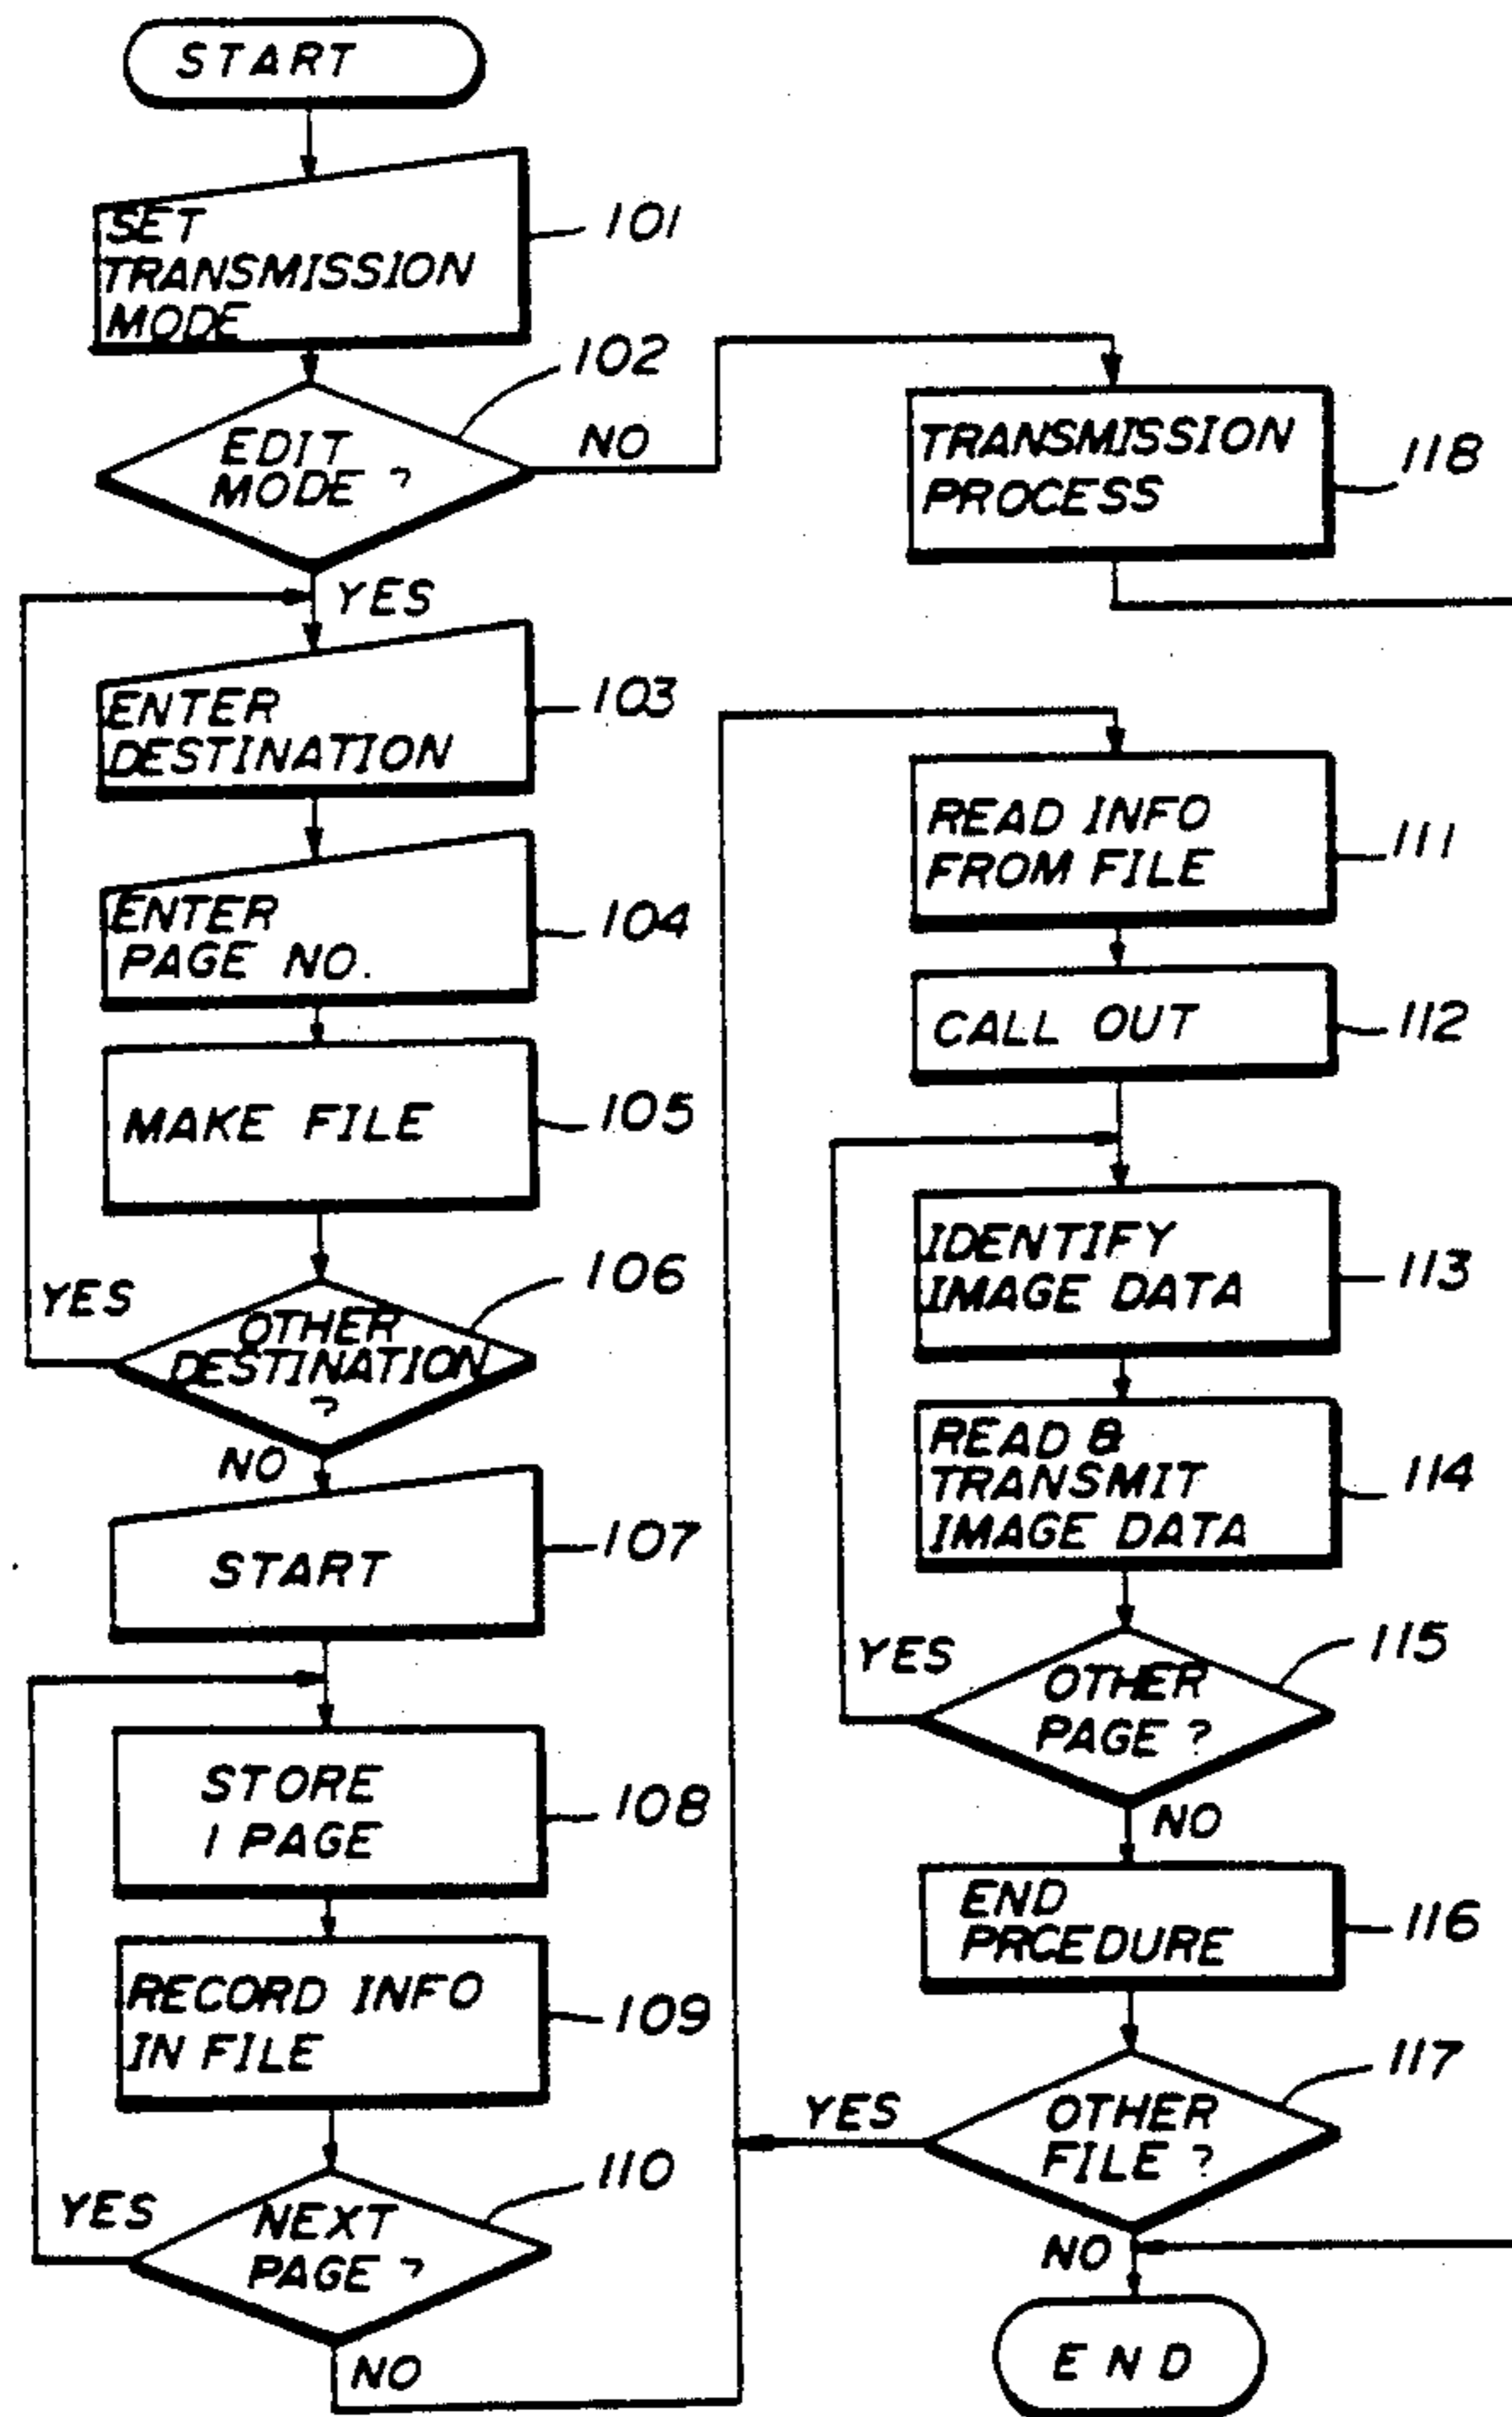 START
SET
TRANSMISSION
MODE
101
EDIT
MODE ?
102
NO
YES
ENTER
DESTINATION
103
ENTER
PAGE NO.
104
MAKE FILE
105
OTHER
DESTINATION
?
106
YES
NO
START
107
STORE
1 PAGE
108
RECORD INFO
IN FILE
109
NEXT
PAGE ?
110
YES
NO
TRANSMISSION
PROCESS
118
READ INFO
FROM FILE
111
CALL OUT
112
IDENTIFY
IMAGE DATA
113
READ &
TRANSMIT
IMAGE DATA
114
OTHER
PAGE ?
115
YES
NO
END
PRCEDURE
116
OTHER
FILE ?
117
YES
NO
END